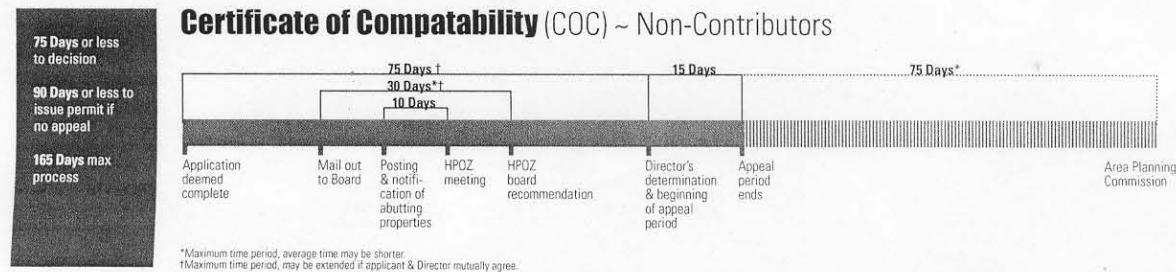 Certificate of Compatability (COC) ~ Non-Contributors
75 Days or less
to decision
90 Days or less to
issue permit if
no appeal
165 Days max
process
75 Days †
15 Days
75 Days*
30 Days*†
10 Days
Application
deemed
complete
Mail out
to Board
Posting
& notifi-
cation of
abutting
properties
HPOZ
meeting
HPOZ
board
recommendation
Director's
determination
& beginning
of appeal
period
Appeal
period
ends
Area Planning
Commission
*Maximum time period, average time may be shorter.
†Maximum time period, may be extended if applicant & Director mutually agree.